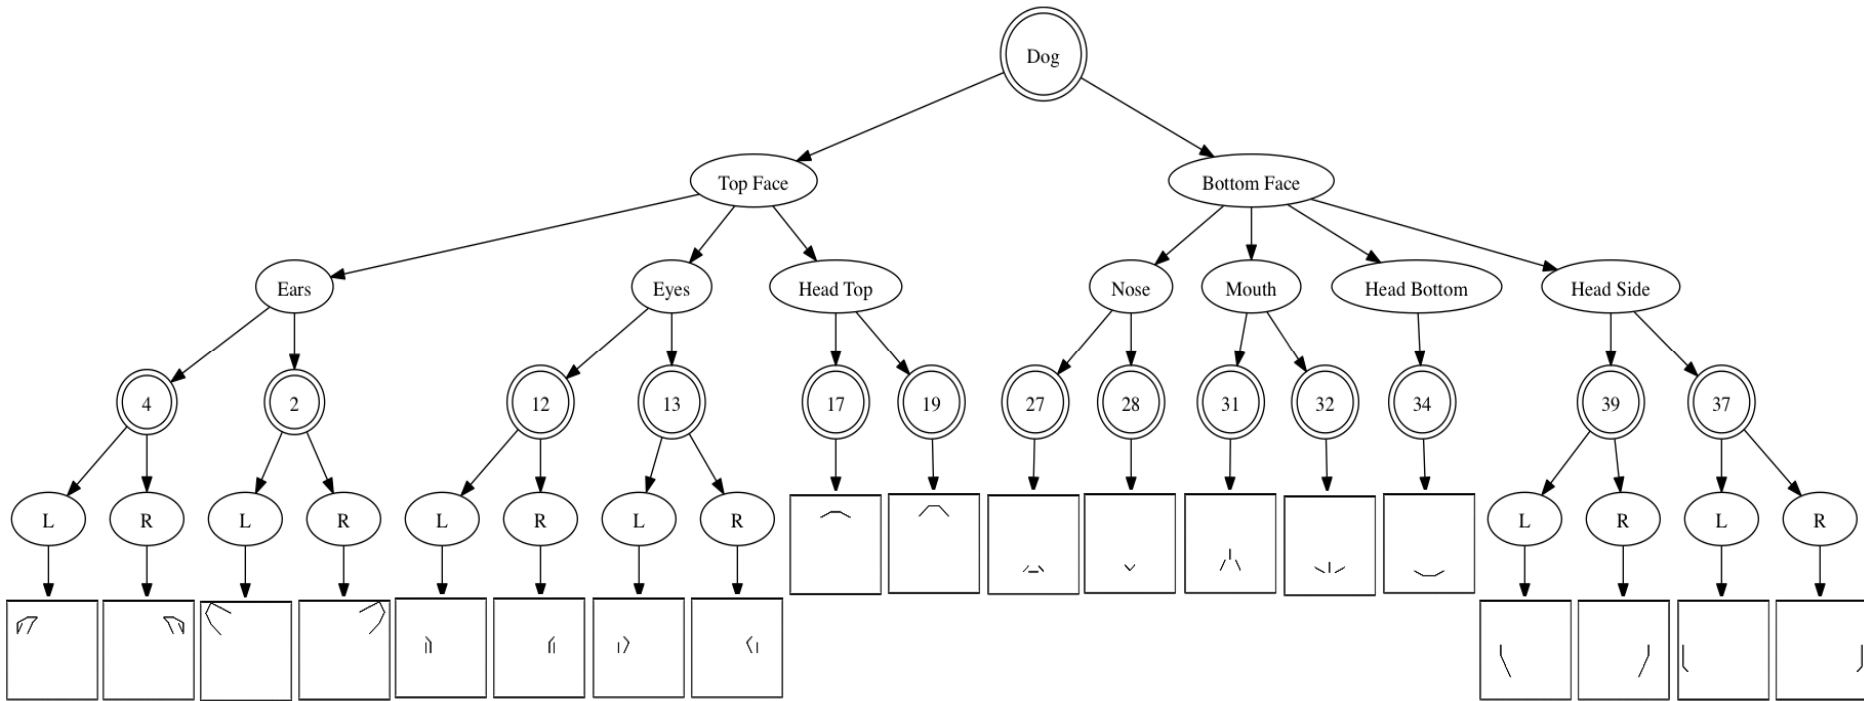 Dog
Top Face
Bottom Face
Ears
Eyes
Head Top
Nose
Mouth
Head Bottom
Head Side
4
2
12
13
17
19
27
28
31
32
34
39
37
L
R
L
R
L
R
L
R
L
R
L
R